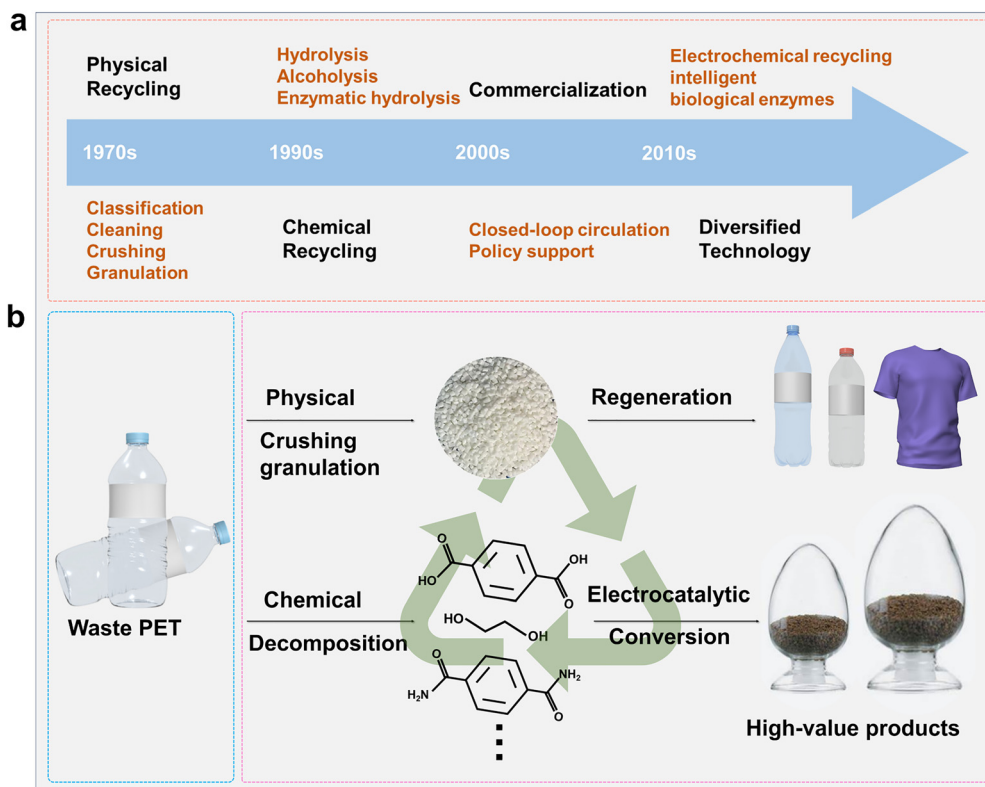 a
Physical
Recycling
Hydrolysis
Alcoholysis
Enzymatic hydrolysis
Commercialization
Electrochemical recycling
intelligent
biological enzymes
1970s
1990s
2000s
2010s
Classification
Cleaning
Crushing
Granulation
Chemical
Recycling
Closed-loop circulation
Policy support
Diversified
Technology
b
Waste PET
Physical
Crushing
granulation
Regeneration
Chemical
Decomposition
O
HO
OH
O
HO
OH
O
H₂N
NH₂
O
Electrocatalytic
Conversion
High-value products